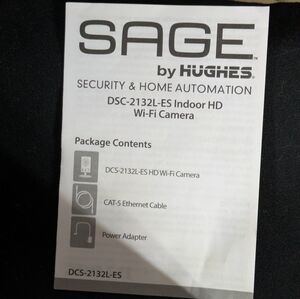 SAGE™
by HUGHES®
SECURITY & HOME AUTOMATION
DSC-2132L-ES Indoor HD
Wi-Fi Camera
Package Contents
DCS-2132L-ES HD Wi-Fi Camera
CAT-5 Ethernet Cable
Power Adapter
DCS-2132L-ES